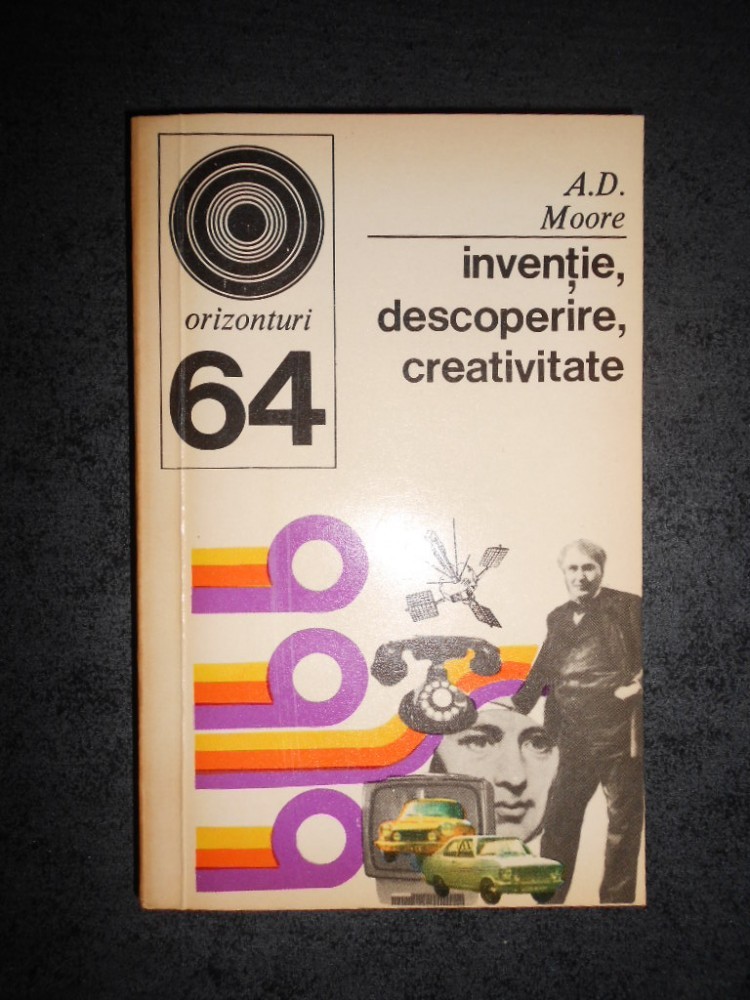 orizonturi
64
A.D.
Moore
invenție,
descoperire,
creativitate